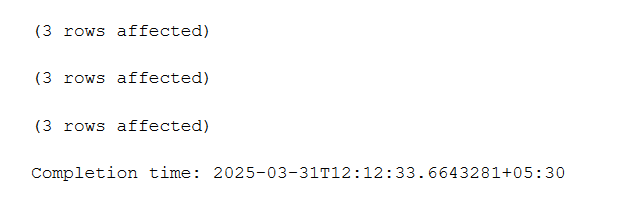 (3 rows affected)
(3 rows affected)
(3 rows affected)
Completion time: 2025-03-31T12:12:33.6643281+05:30